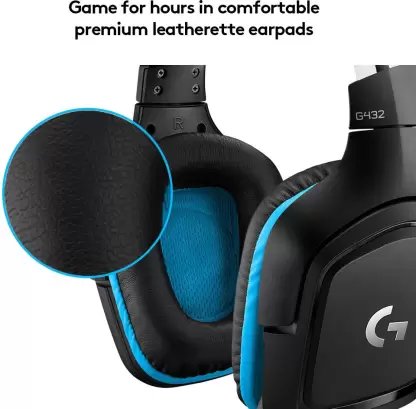 Game for hours in comfortable
premium leatherette earpads
R
G432
G